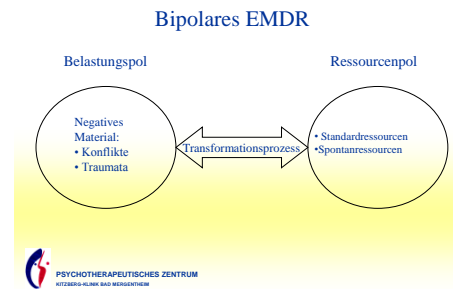 Bipolares EMDR
Belastungspol
Ressourcenpol
Negatives
Material:
• Konflikte
• Traumata
Transformationsprozess
• Standardressourcen
•Spontanressourcen
PSYCHOTHERAPEUTISCHES ZENTRUM
KITZBERG-KLINIK BAD MERGENTHEIM